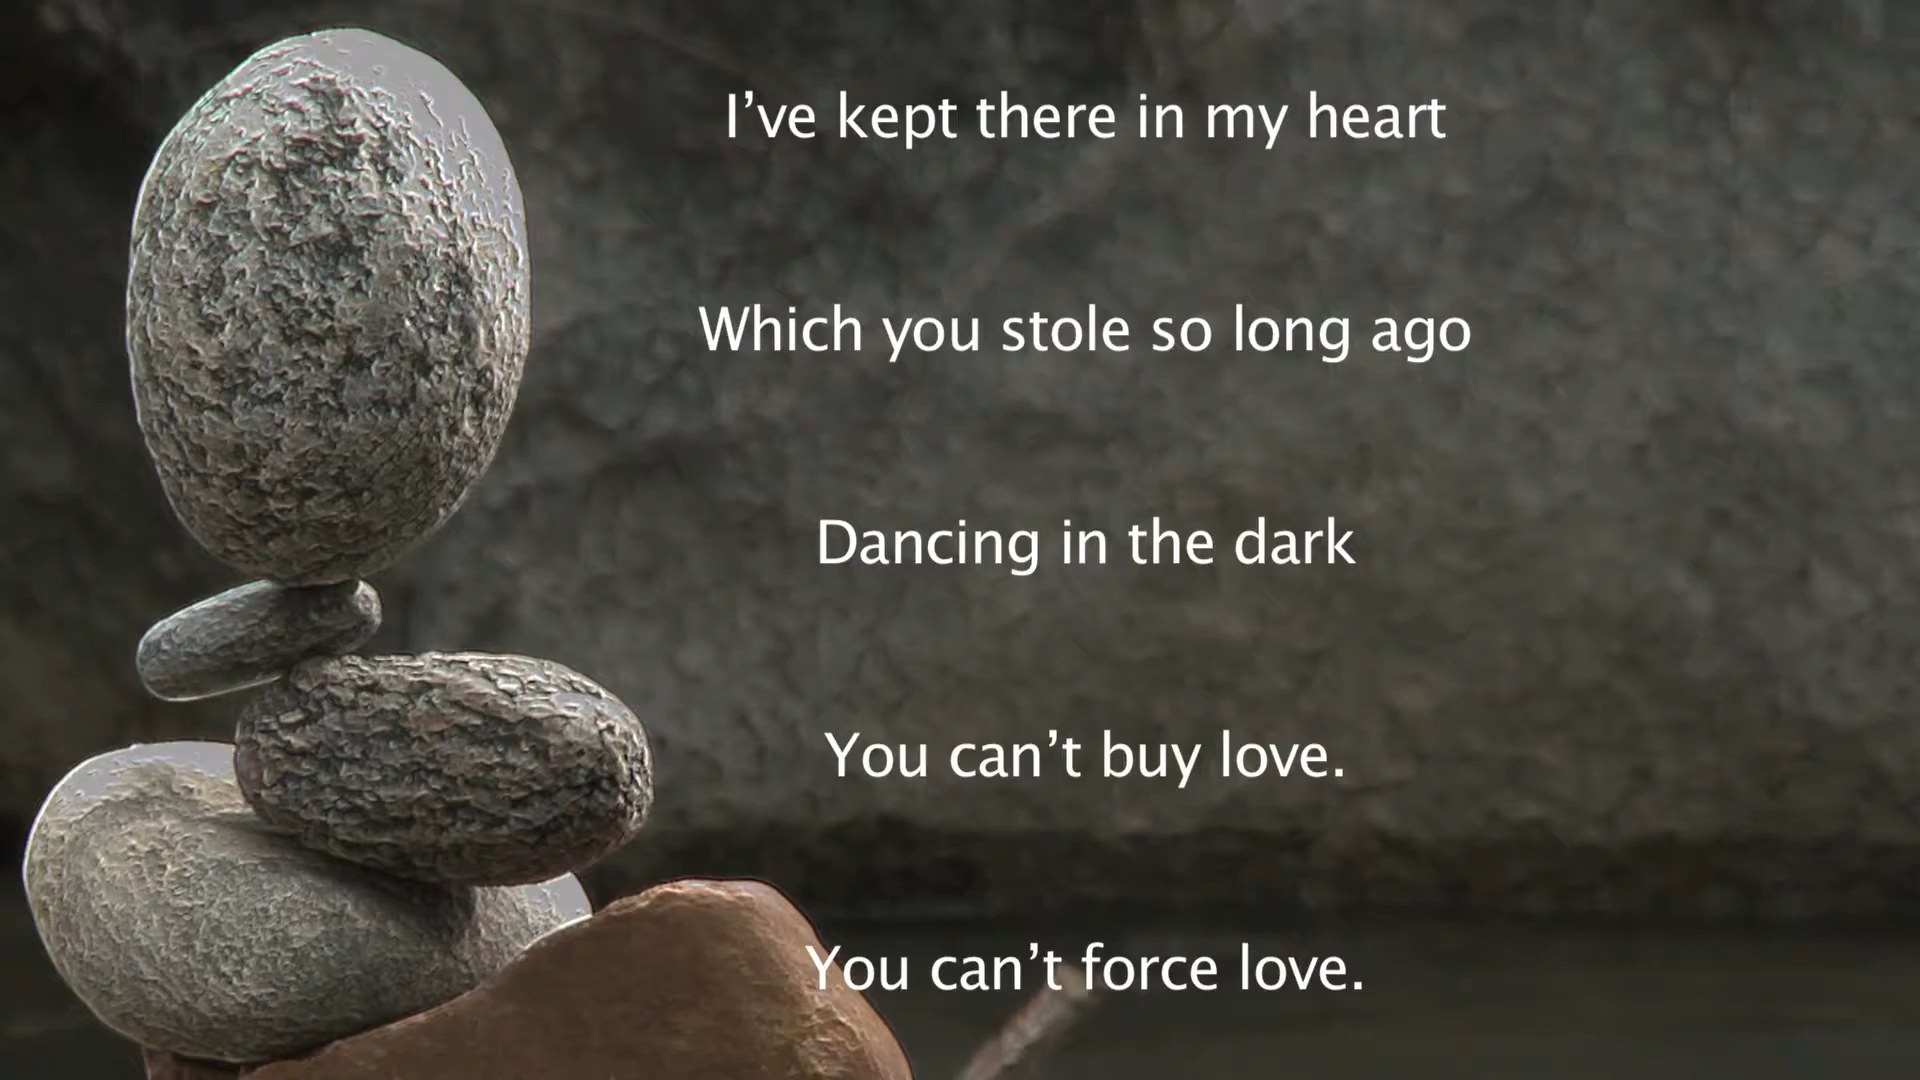 I’ve kept there in my heart
Which you stole so long ago
Dancing in the dark
You can’t buy love.
You can’t force love.